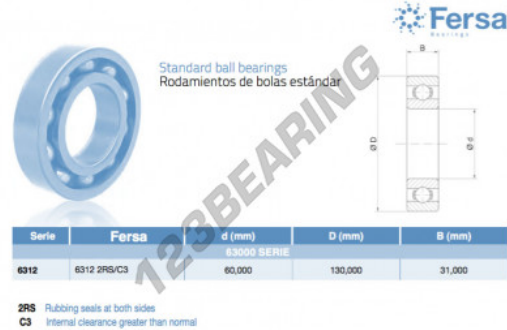 Fersa
Bearings
Standard ball bearings
Rodamientos de bolas estándar
B
Ø D
Ø d
123BEARING
Serie Fersa d (mm) D (mm) B (mm)
63000 SERIE
6312 6312 2RS/C3 60,000 130,000 31,000
2RS Rubbing seals at both sides
C3 Internal clearance greater than normal